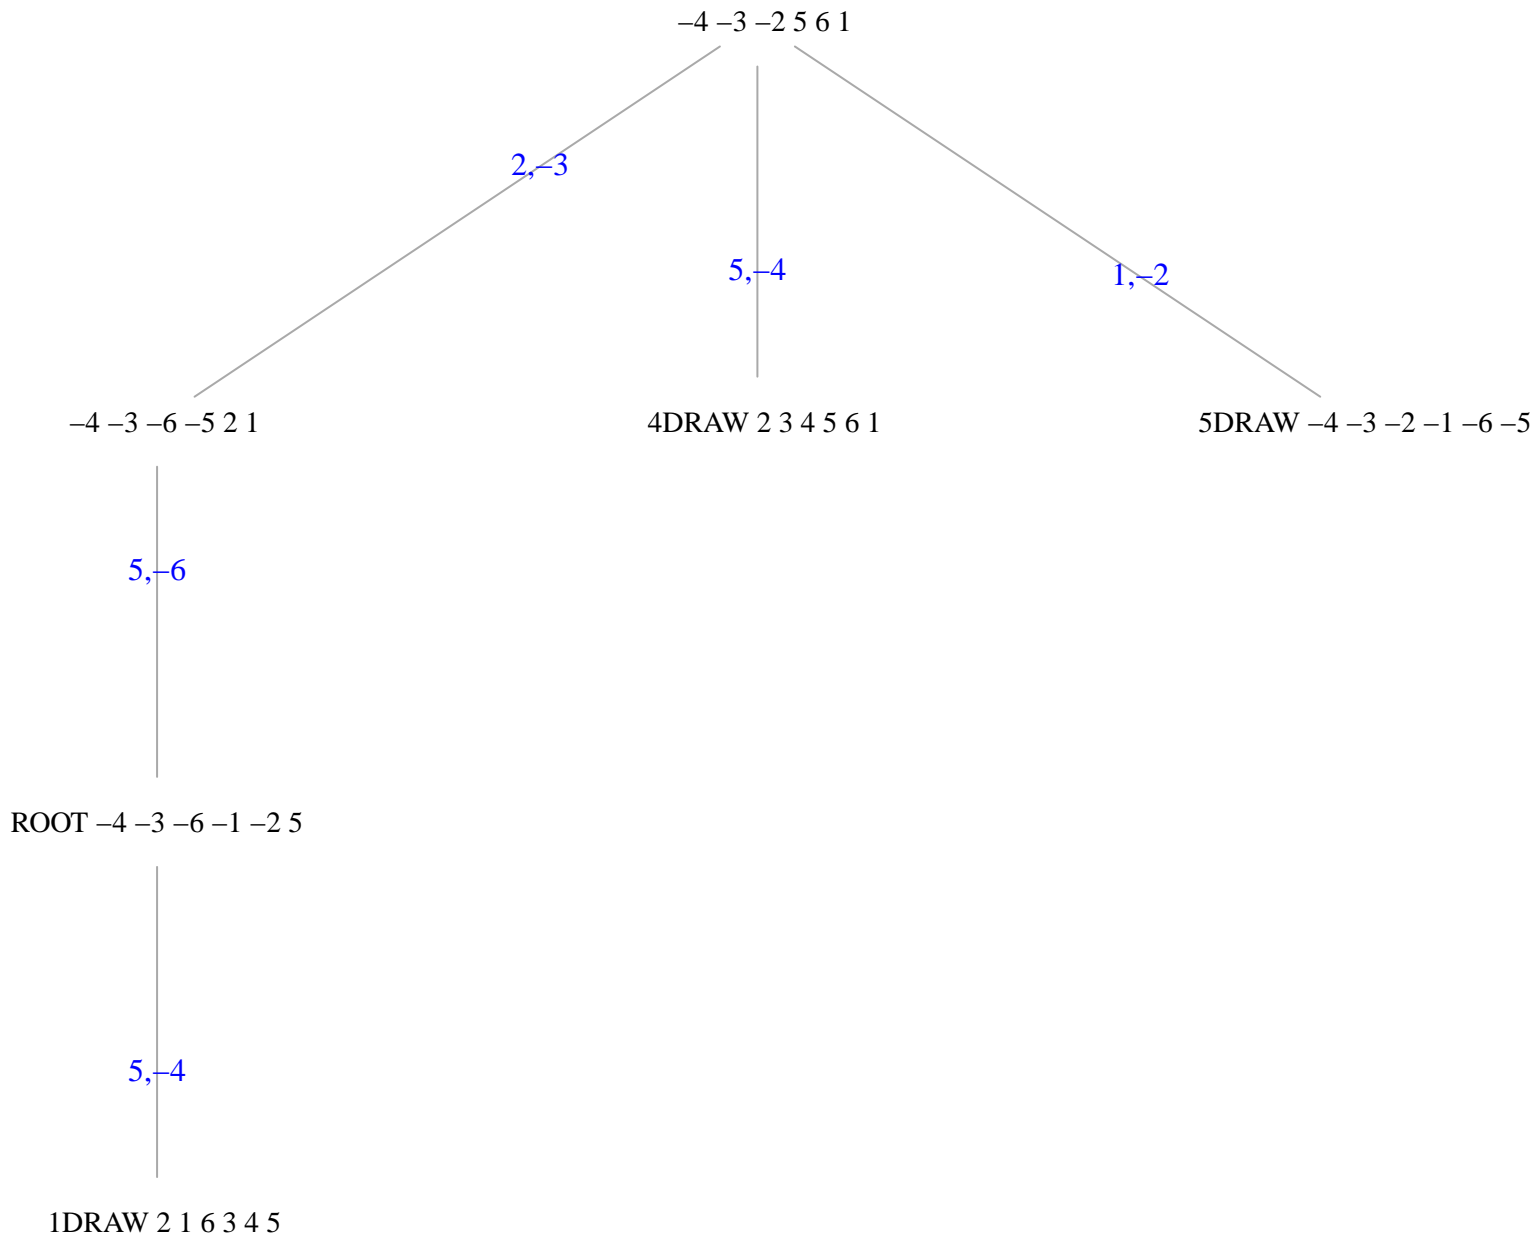 –4 –3 –2 5 6 1
2,–3
5,–4
1,–2
–4 –3 –6 –5 2 1
4DRAW 2 3 4 5 6 1
5DRAW –4 –3 –2 –1 –6 –5
5,–6
ROOT –4 –3 –6 –1 –2 5
5,–4
1DRAW 2 1 6 3 4 5